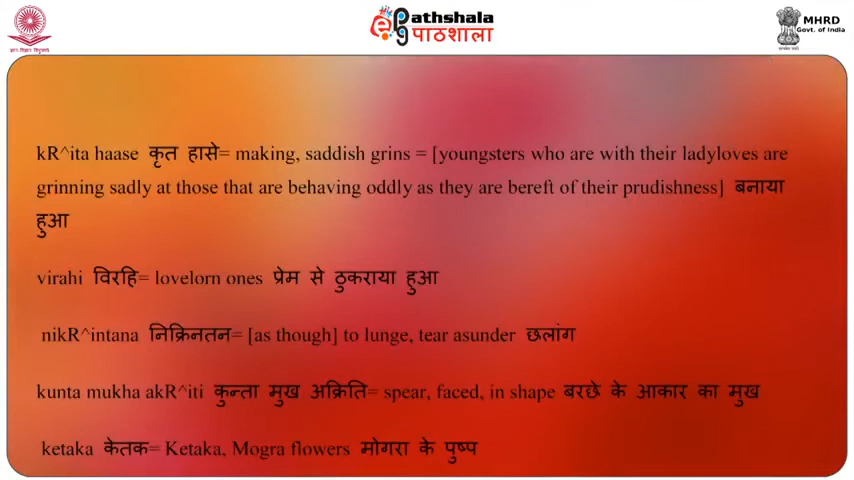 ज्ञान-विज्ञान विमुक्तये
ePathshala
पाठशाला
MHRD
Govt. of India
kR^ita haase कृत हासे= making, saddish grins = [youngsters who are with their ladyloves are
grinning sadly at those that are behaving oddly as they are bereft of their prudishness] बनाया
हुआ
virahi विरहि= lovelorn ones प्रेम से ठुकराया हुआ
nikR^intana निक्रिनतन= [as though] to lunge, tear asunder छलांग
kunta mukha akR^iti कुन्ता मुख अक्रिति= spear, faced, in shape बरछे के आकार का मुख
ketaka केतक= Ketaka, Mogra flowers मोगरा के पुष्प